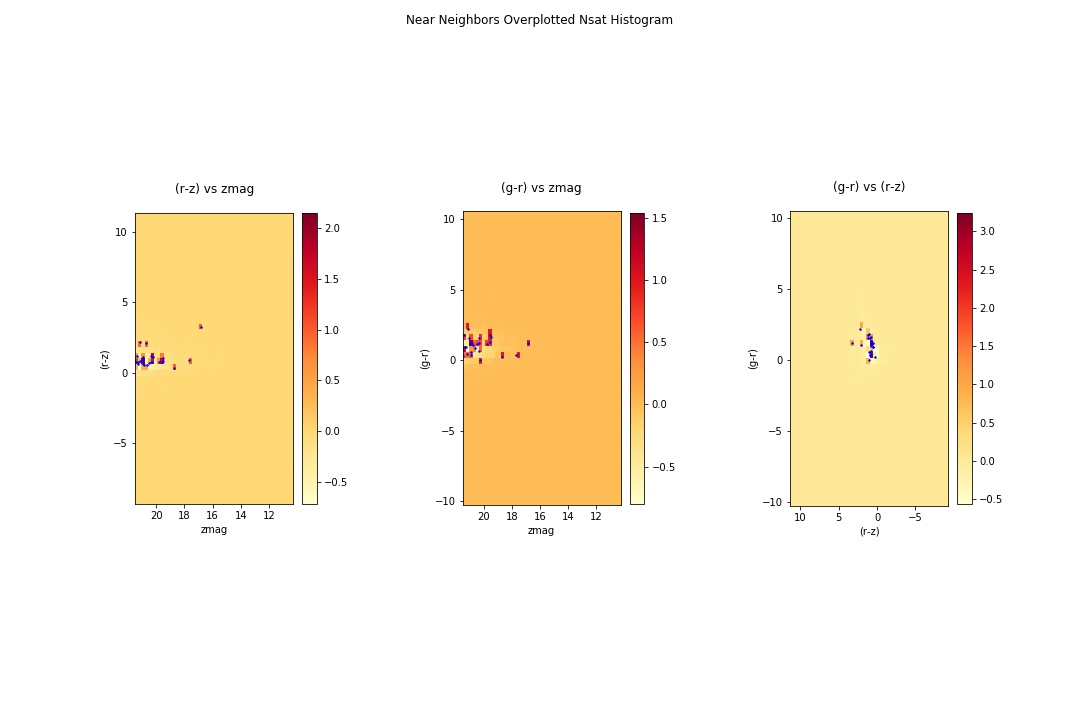 Near Neighbors Overplotted Nsat Histogram
(r-z) vs zmag
10
5
0
−5
(r-z)
20 18 16 14 12
zmag
2.0
1.5
1.0
0.5
0.0
−0.5
(g-r) vs zmag
10
5
0
−5
−10
(g-r)
20 18 16 14 12
zmag
1.5
1.0
0.5
0.0
−0.5
(g-r) vs (r-z)
10
5
0
−5
−10
(g-r)
10 5 0 −5
(r-z)
3.0
2.5
2.0
1.5
1.0
0.5
0.0
−0.5